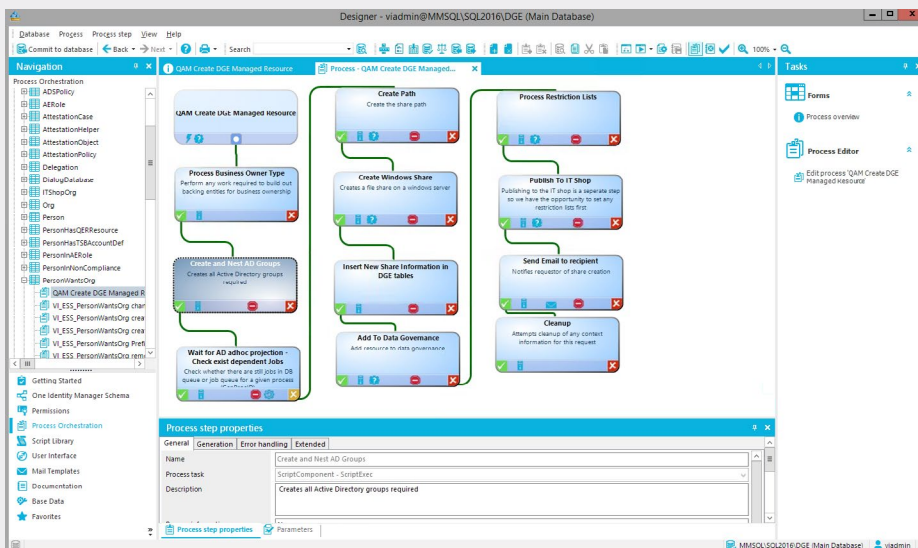 Designer - viadmin@MMSQL\SQL2016\DGE (Main Database)
Database Process Process step View Help
Commit to database Back Next Search 100%
Navigation
QAM Create DGE Managed Resource
Process - QAM Create DGE Managed...
Tasks
Process Orchestration
ADSPolicy
AERole
AttestationCase
AttestationHelper
AttestationObject
AttestationPolicy
Delegation
DialogDatabase
ITShopOrg
Org
Person
PersonHasQERResource
PersonHasTSBAccountDef
PersonInAERole
PersonInNonCompliance
PersonWantsOrg
QAM Create DGE Managed R
VI_ESS_PersonWantsOrg chan
VI_ESS_PersonWantsOrg crea
VI_ESS_PersonWantsOrg crea
VI_ESS_PersonWantsOrg Prefi
VI_ESS_PersonWantsOrg rem
Getting Started
One Identity Manager Schema
Permissions
Process Orchestration
Script Library
User Interface
Mail Templates
Documentation
Base Data
Favorites
QAM Create DGE Managed Resource
Process Business Owner Type
Perform any work required to build out
backing entities for business ownership
Create and Nest AD Groups
Creates all Active Directory groups
required
Wait for AD adhoc projection -
Check exist dependent Jobs
Check whether there are still jobs in DB
queue or job queue for a given process
Create Path
Create the share path
Create Windows Share
Creates a file share on a windows server
Insert New Share Information in
DGE tables
Add To Data Governance
Add resource to data governance
Process Restriction Lists
Publish To IT Shop
Publishing to the IT shop is a seperate step
so we have the opportunity to set any
restriction lists first
Send Email to recipient
Notifies requestor of share creation
Cleanup
Attempts cleanup of any context
information for this request
Forms
Process overview
Process Editor
Edit process 'QAM Create DGE
Managed Resource'
Process step properties
General Generation Error handling Extended
Name Create and Nest AD Groups
Process task ScriptComponent - ScriptExec
Description Creates all Active Directory groups required
Process step properties Parameters
MMSQL\SQL2016\DGE (Main Database) viadmin